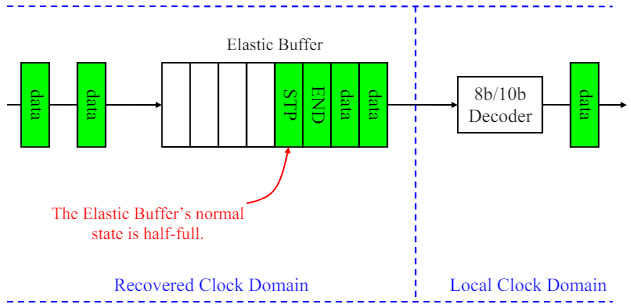 Elastic Buffer
data
data
STP
END
data
data
8b/10b
Decoder
data
The Elastic Buffer's normal
state is half-full.
Recovered Clock Domain
Local Clock Domain